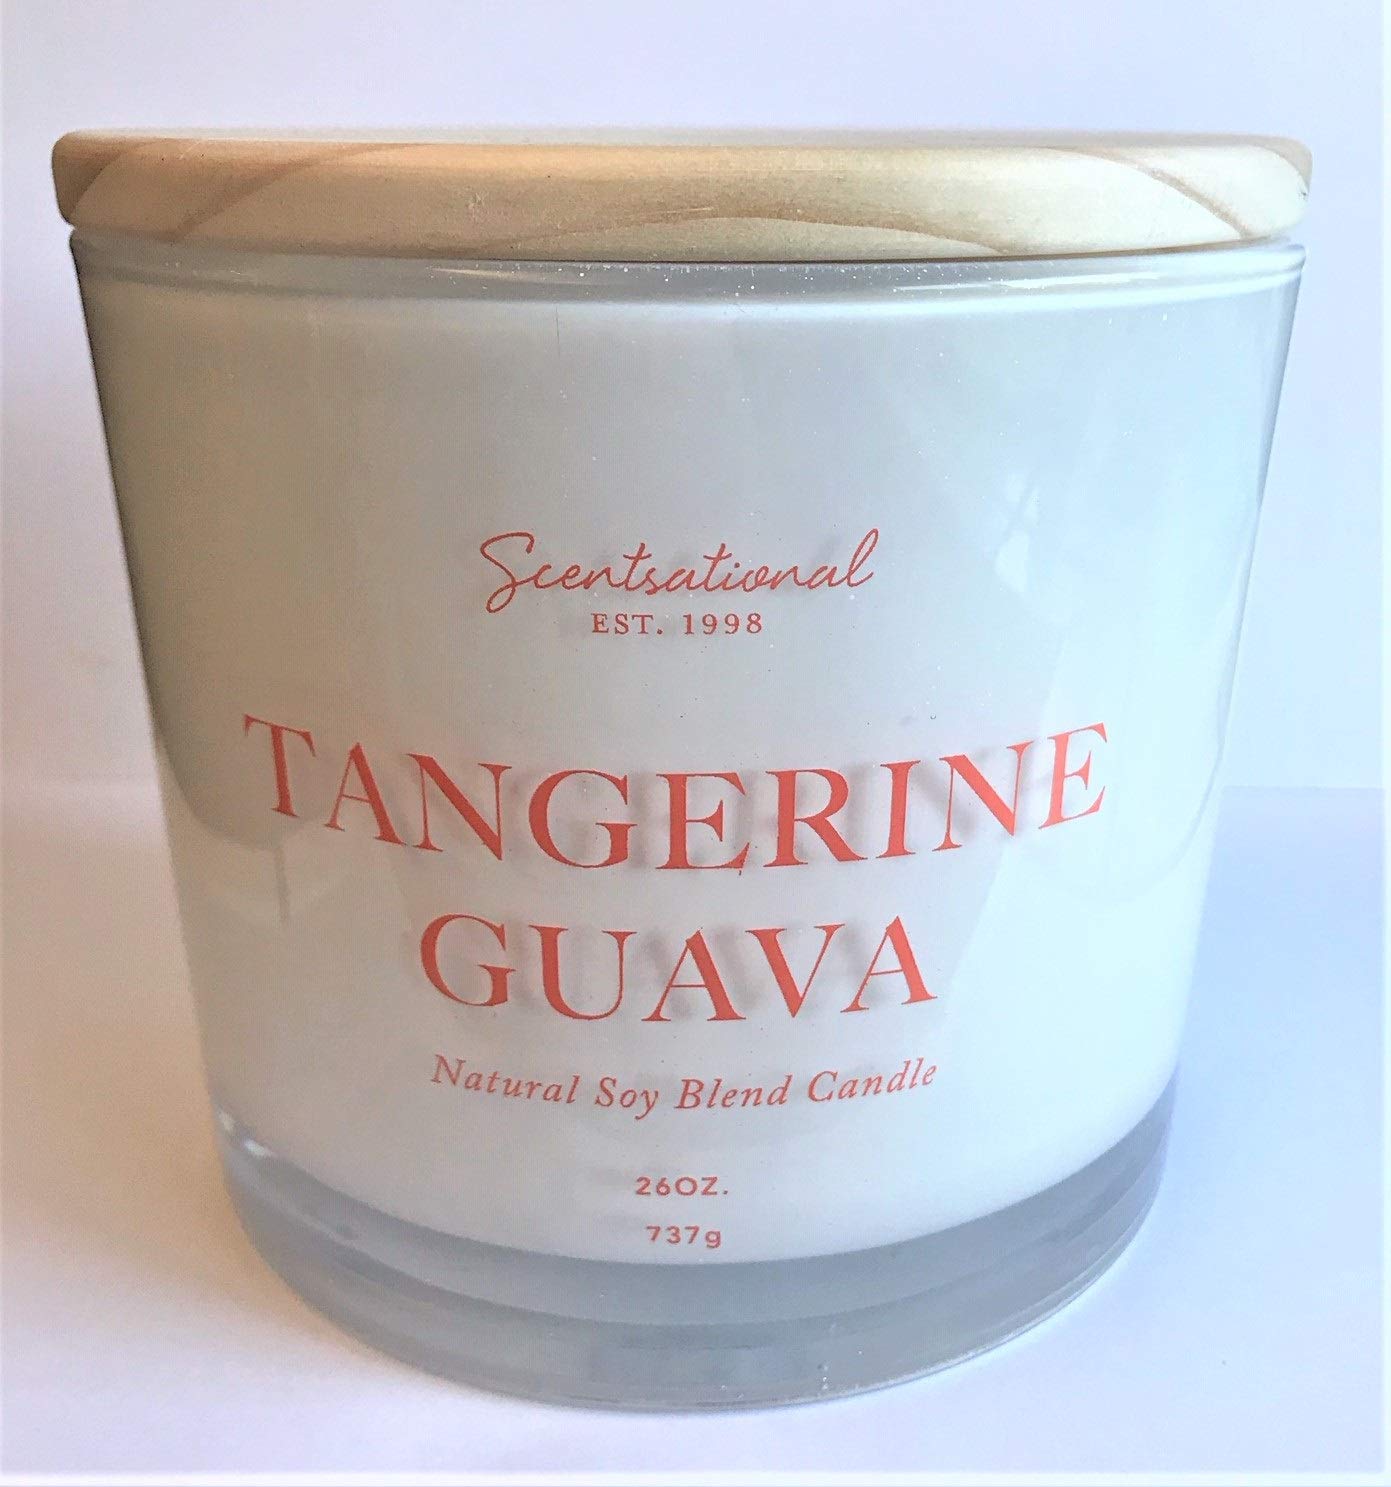 Scentsational
EST. 1998
TANGERINE
GUAVA
Natural Soy Blend Candle
26OZ.
737g